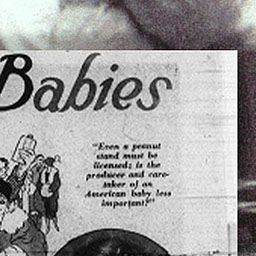 Babies
"Even a peanut
stand must be
licensed; is the
producer and care-
taker of an
American baby less
important?"